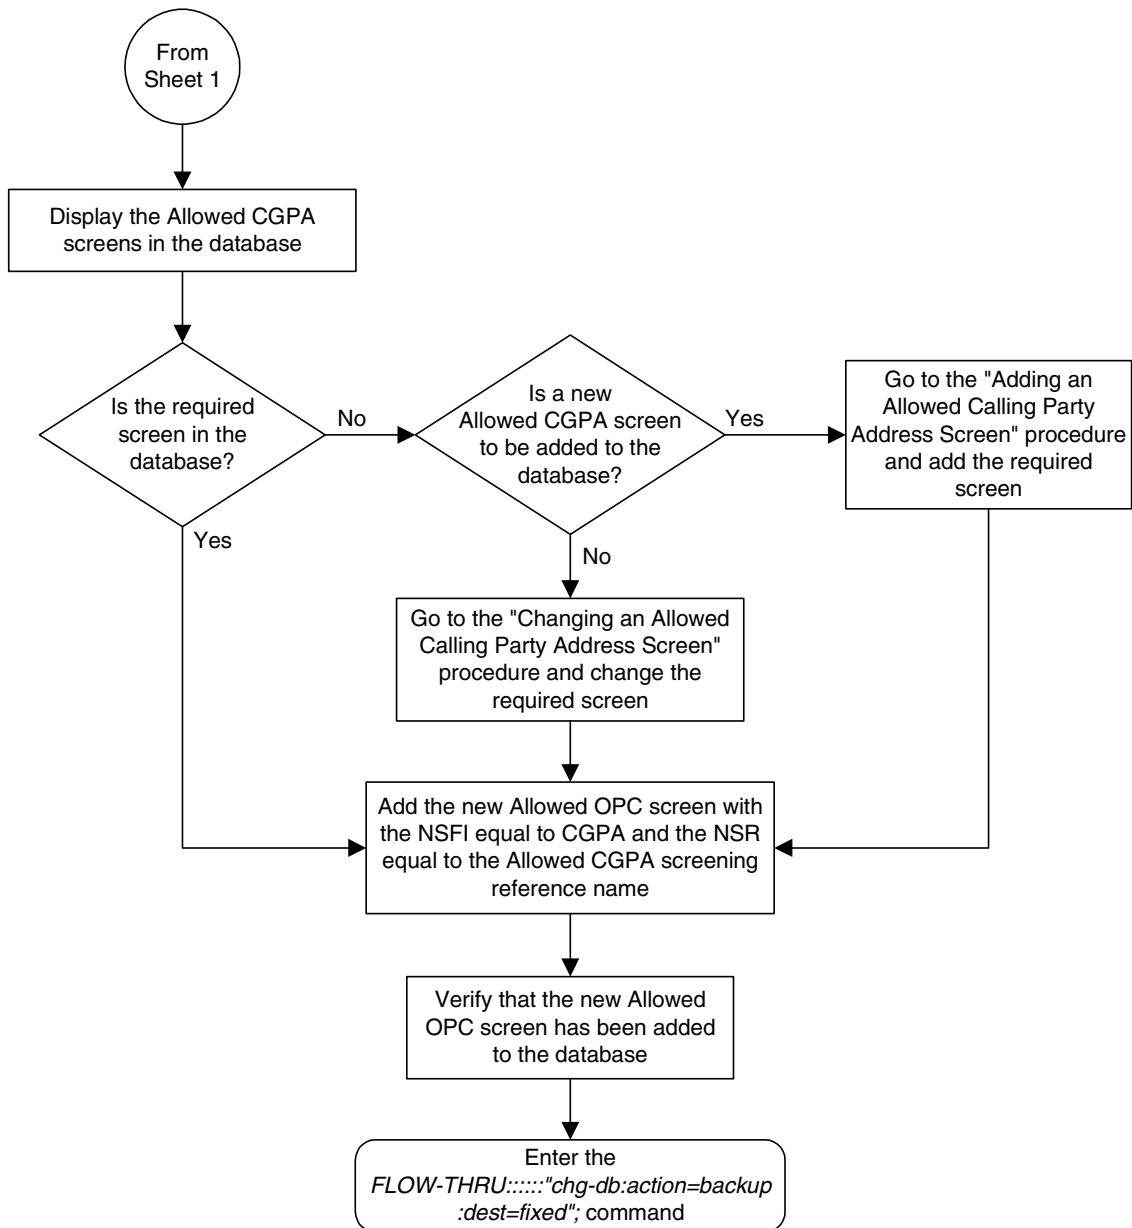 From
Sheet 1
Display the Allowed CGPA
screens in the database
Is the required
screen in the
database?
No
Yes
Is a new
Allowed CGPA screen
to be added to the
database?
Yes
No
Go to the "Adding an
Allowed Calling Party
Address Screen" procedure
and add the required
screen
Go to the "Changing an Allowed
Calling Party Address Screen"
procedure and change the
required screen
Add the new Allowed OPC screen with
the NSFI equal to CGPA and the NSR
equal to the Allowed CGPA screening
reference name
Verify that the new Allowed
OPC screen has been added
to the database
Enter the
FLOW-THRU::::::"chg-db:action=backup
:dest=fixed"; command